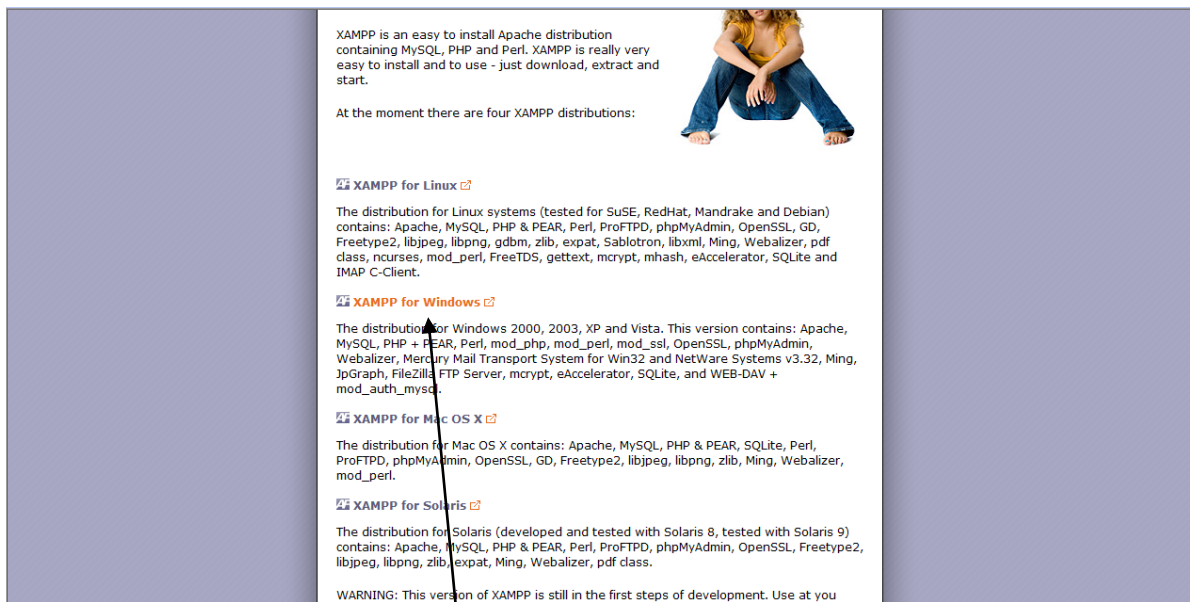 XAMPP is an easy to install Apache distribution
containing MySQL, PHP and Perl. XAMPP is really very
easy to install and to use - just download, extract and
start.
At the moment there are four XAMPP distributions:
XAMPP for Linux
The distribution for Linux systems (tested for SuSE, RedHat, Mandrake and Debian)
contains: Apache, MySQL, PHP & PEAR, Perl, ProFTPD, phpMyAdmin, OpenSSL, GD,
Freetype2, libjpeg, libpng, gdbm, zlib, expat, Sablotron, libxml, Ming, Webalizer, pdf
class, ncurses, mod_perl, FreeTDS, gettext, mcrypt, mhash, eAccelerator, SQLite and
IMAP C-Client.
XAMPP for Windows
The distribution for Windows 2000, 2003, XP and Vista. This version contains: Apache,
MySQL, PHP + PEAR, Perl, mod_php, mod_perl, mod_ssl, OpenSSL, phpMyAdmin,
Webalizer, Mercury Mail Transport System for Win32 and NetWare Systems v3.32, Ming,
JpGraph, FileZilla FTP Server, mcrypt, eAccelerator, SQLite, and WEB-DAV +
mod_auth_mysql.
XAMPP for Mac OS X
The distribution for Mac OS X contains: Apache, MySQL, PHP & PEAR, SQLite, Perl,
ProFTPD, phpMyAdmin, OpenSSL, GD, Freetype2, libjpeg, libpng, zlib, Ming, Webalizer,
mod_perl.
XAMPP for Solaris
The distribution for Solaris (developed and tested with Solaris 8, tested with Solaris 9)
contains: Apache, MySQL, PHP & PEAR, Perl, ProFTPD, phpMyAdmin, OpenSSL, Freetype2,
libjpeg, libpng, zlib, expat, Ming, Webalizer, pdf class.
WARNING: This version of XAMPP is still in the first steps of development. Use at you